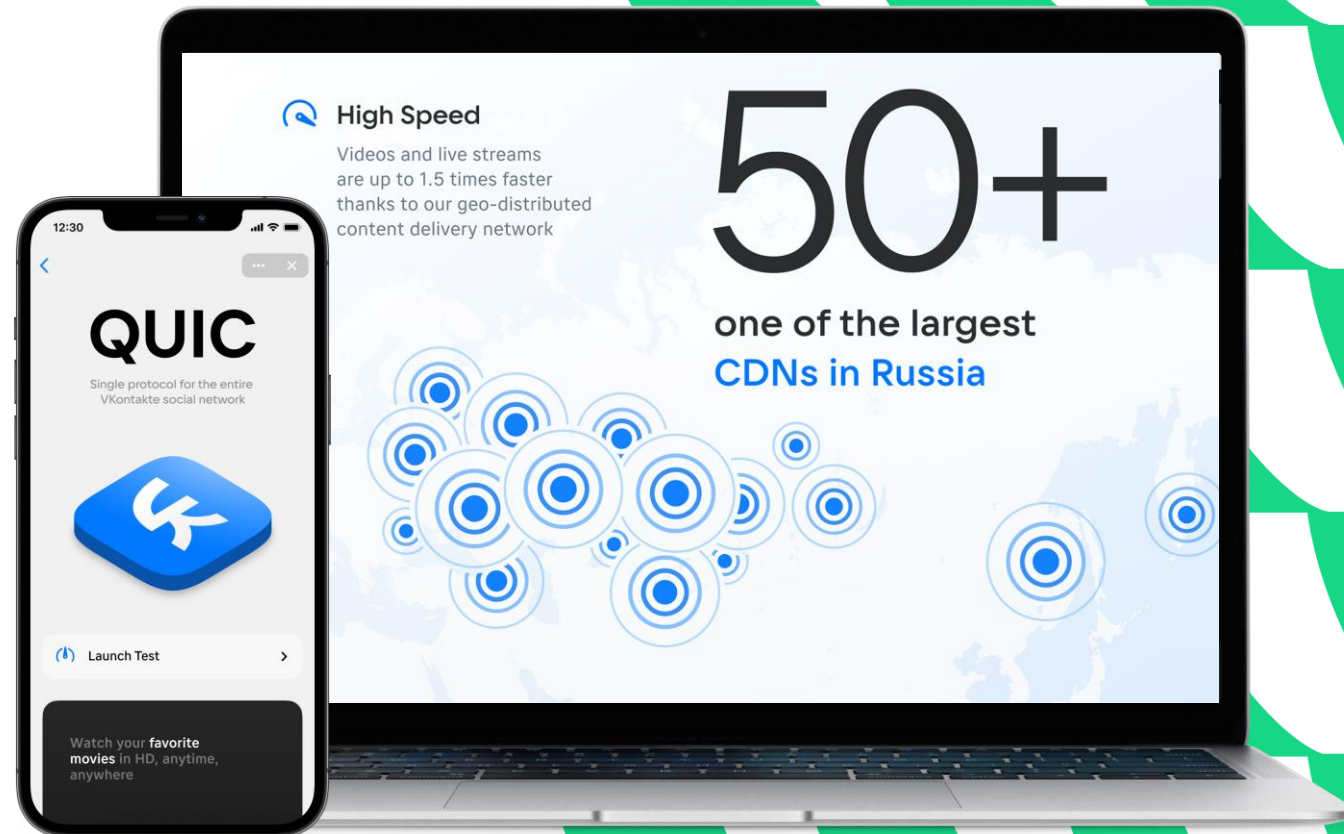 High Speed
Videos and live streams
are up to 1.5 times faster
thanks to our geo-distributed
content delivery network
50+
one of the largest
CDNs in Russia
12:30
QUIC
Single protocol for the entire
VKontakte social network
VK
Launch Test
Watch your favorite
movies in HD, anytime,
anywhere